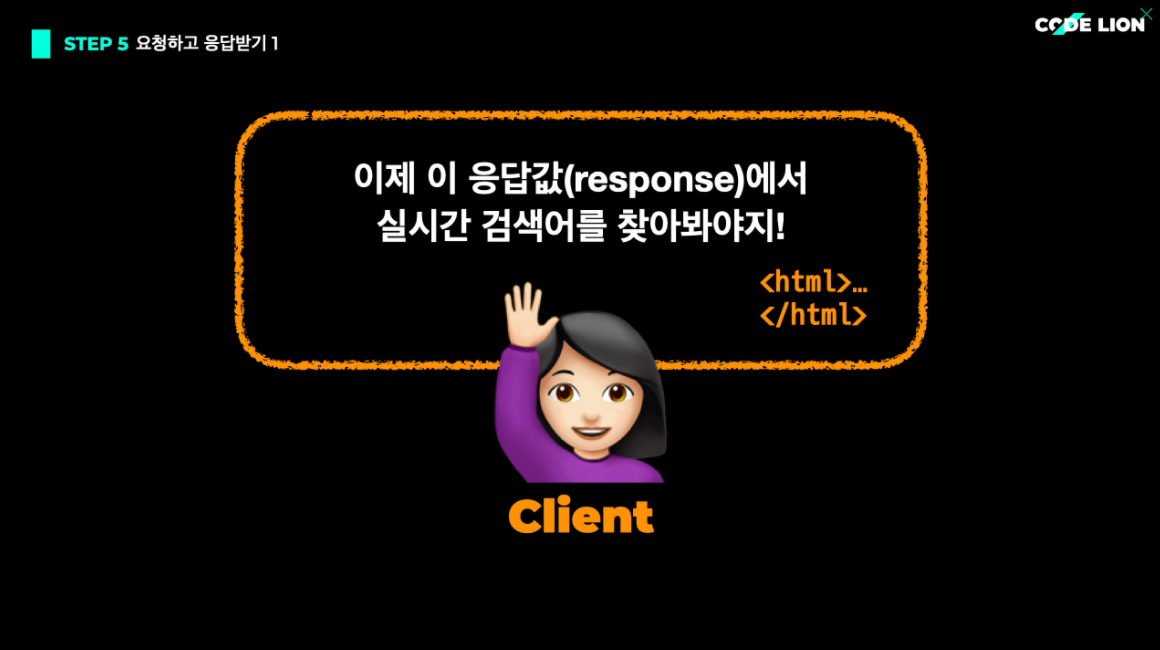 STEP 5 요청하고 응답받기 1
CODE LION
이제 이 응답값(response)에서
실시간 검색어를 찾아봐야지!
<html>…
</html>
Client